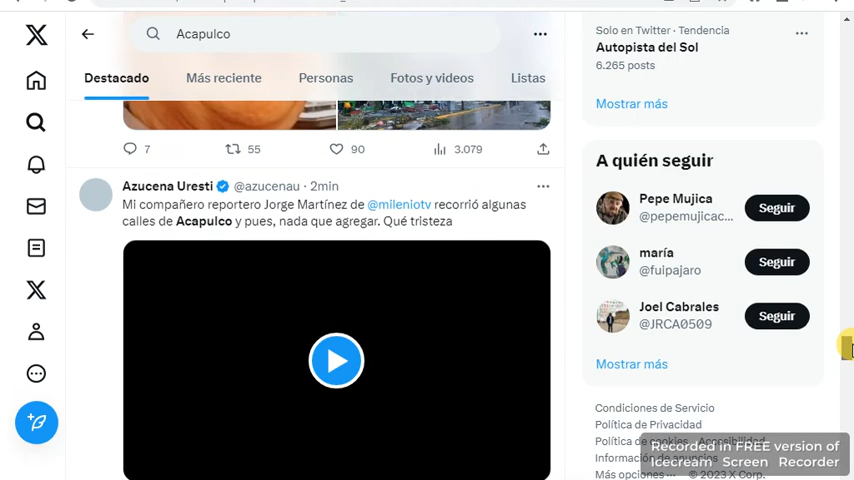 Acapulco
Destacado
Más reciente
Personas
Fotos y videos
Listas
7
55
90
3.079
Azucena Uresti @azucenau · 2min
Mi compañero reportero Jorge Martínez de @mileniotv recorrió algunas
calles de Acapulco y pues, nada que agregar. Qué tristeza
Solo en Twitter · Tendencia
Autopista del Sol
6.265 posts
Mostrar más
A quién seguir
Pepe Mujica
@pepemujicac...
Seguir
maría
@fuipajaro
Seguir
Joel Cabrales
@JRCA0509
Seguir
Mostrar más
Condiciones de Servicio
Política de Privacidad
Política de cookies Accesibilidad
Información de anuncios
Más opciones ··· © 2023 X Corp.
Recorded in FREE version of
Icecream Screen Recorder